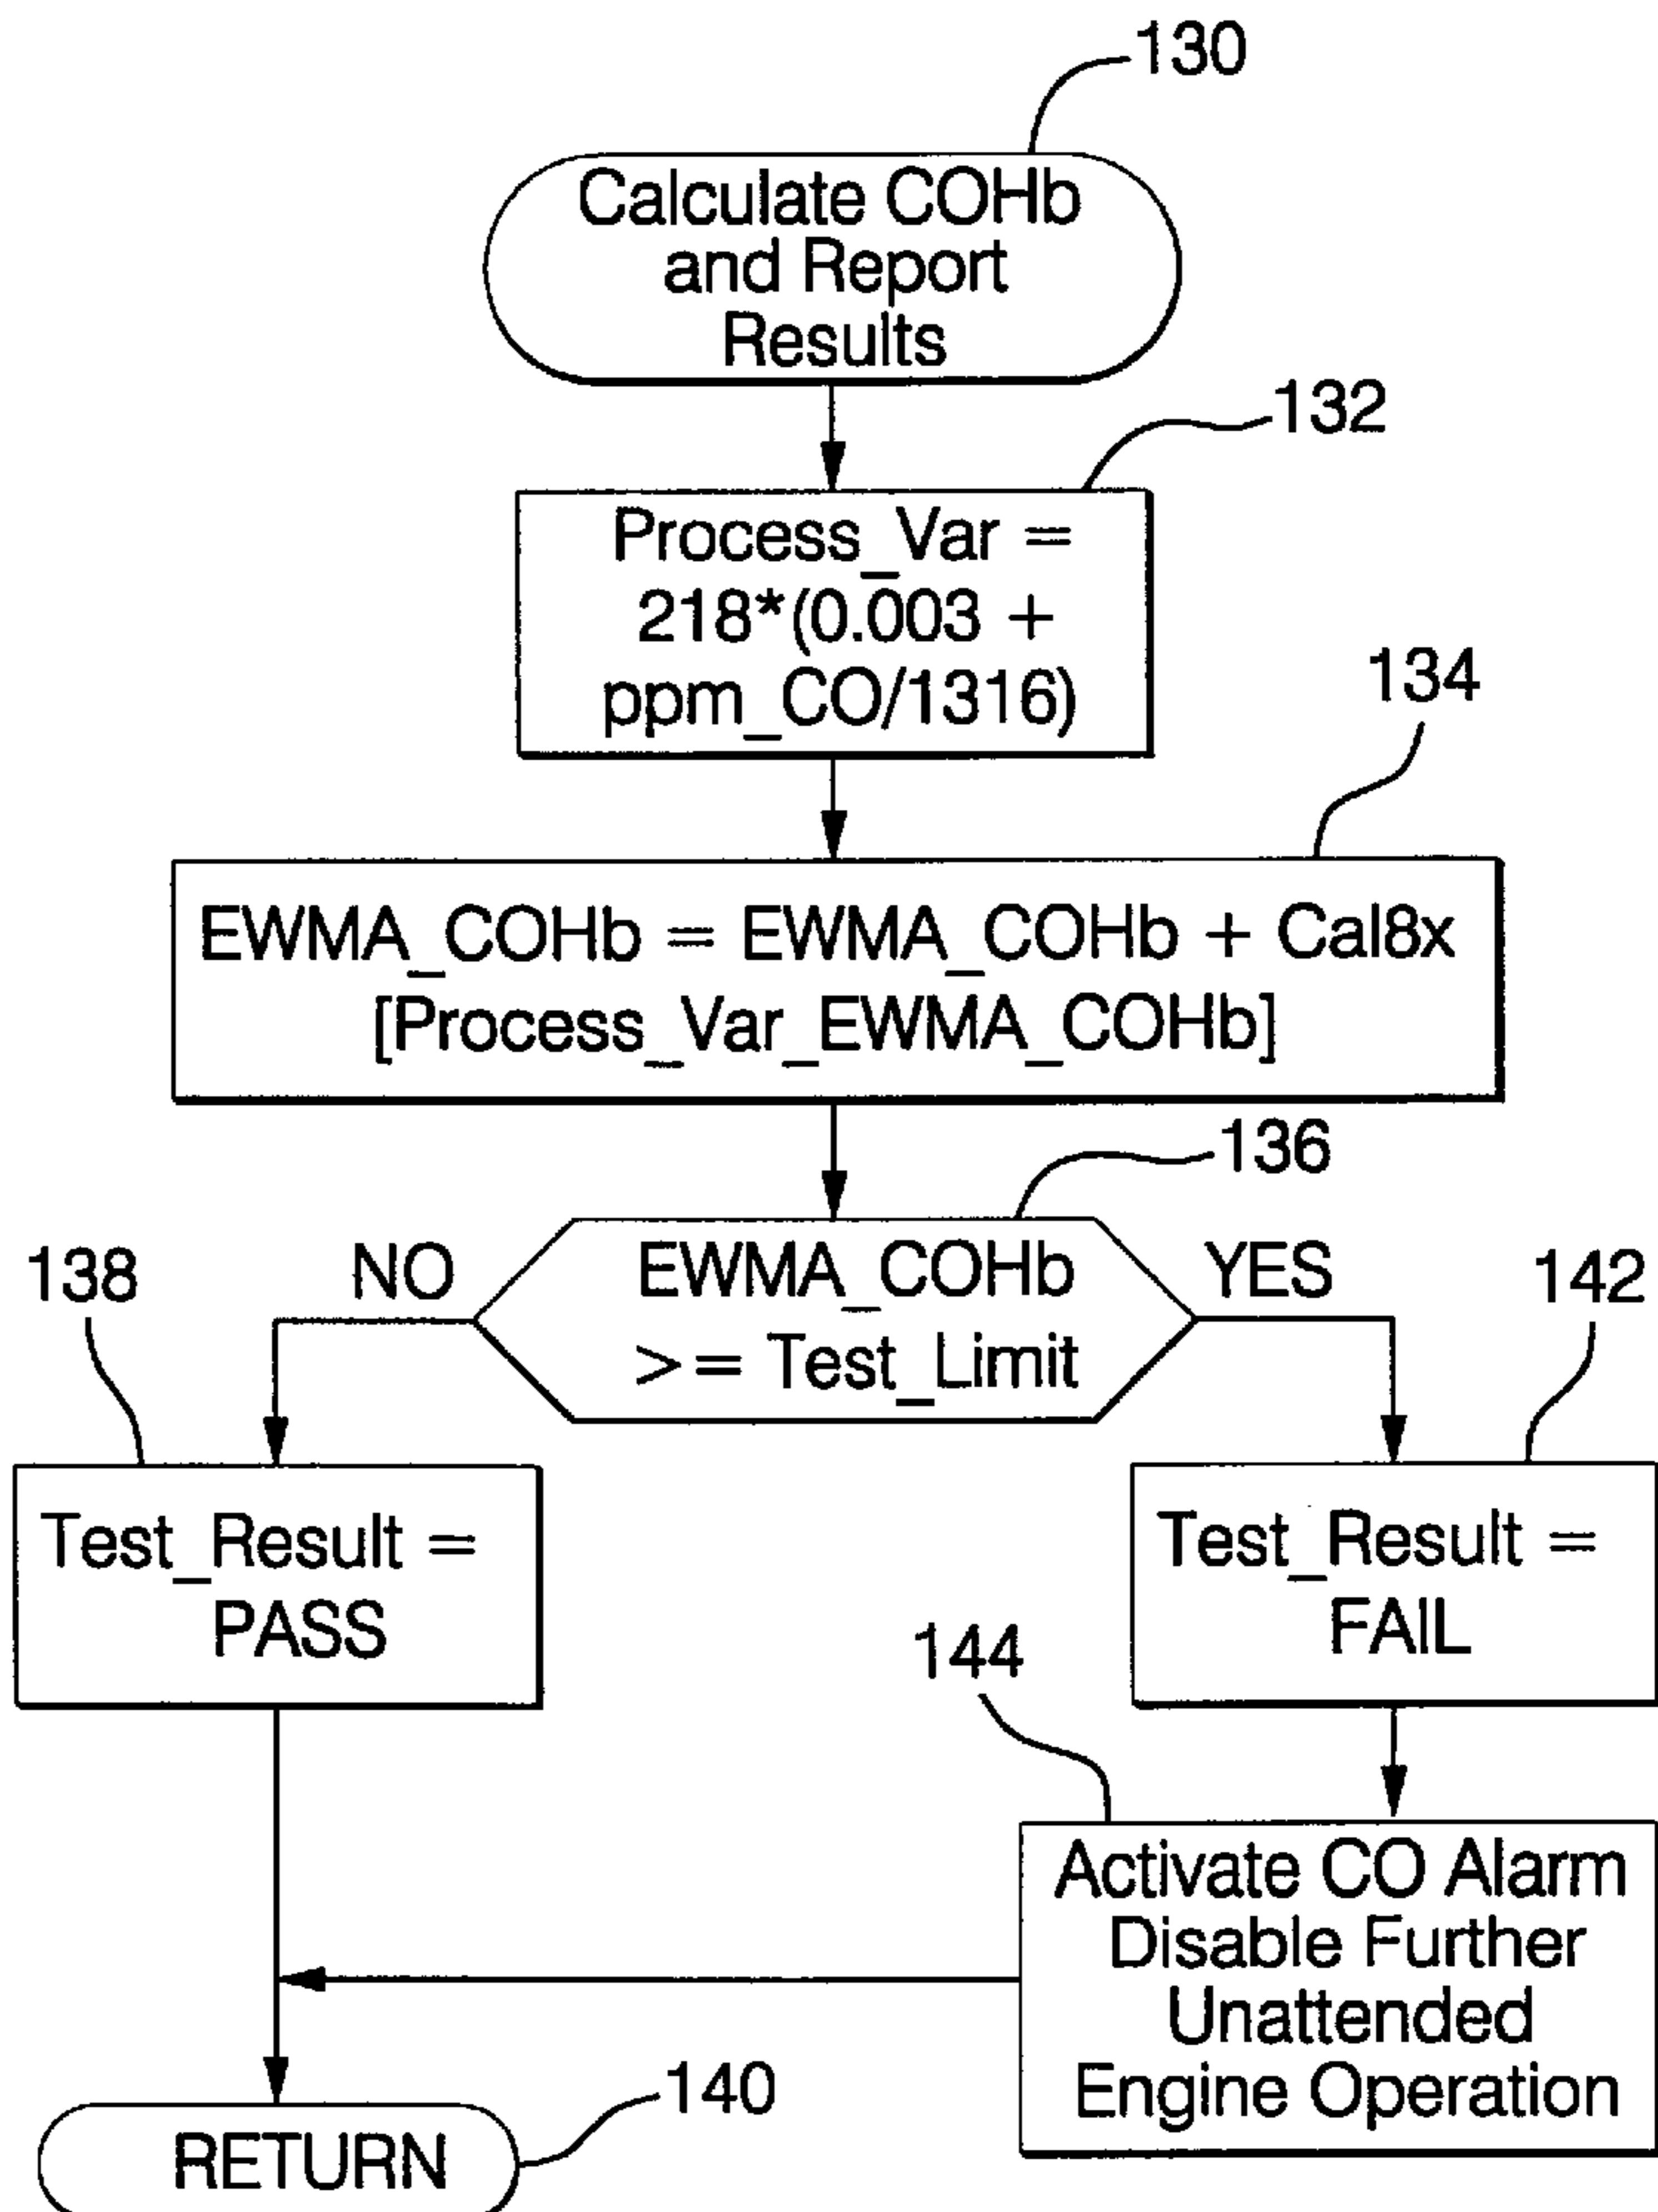 130
Calculate COHb
and Report
Results
132
Process_Var =
218*(0.003 +
ppm_CO/1316)
134
EWMA_COHb = EWMA_COHb + Cal8x
[Process_Var_EWMA_COHb]
136
138
NO
EWMA_COHb
>= Test_Limit
YES
142
Test_Result =
PASS
Test_Result =
FAIL
144
Activate CO Alarm
Disable Further
Unattended
Engine Operation
140
RETURN